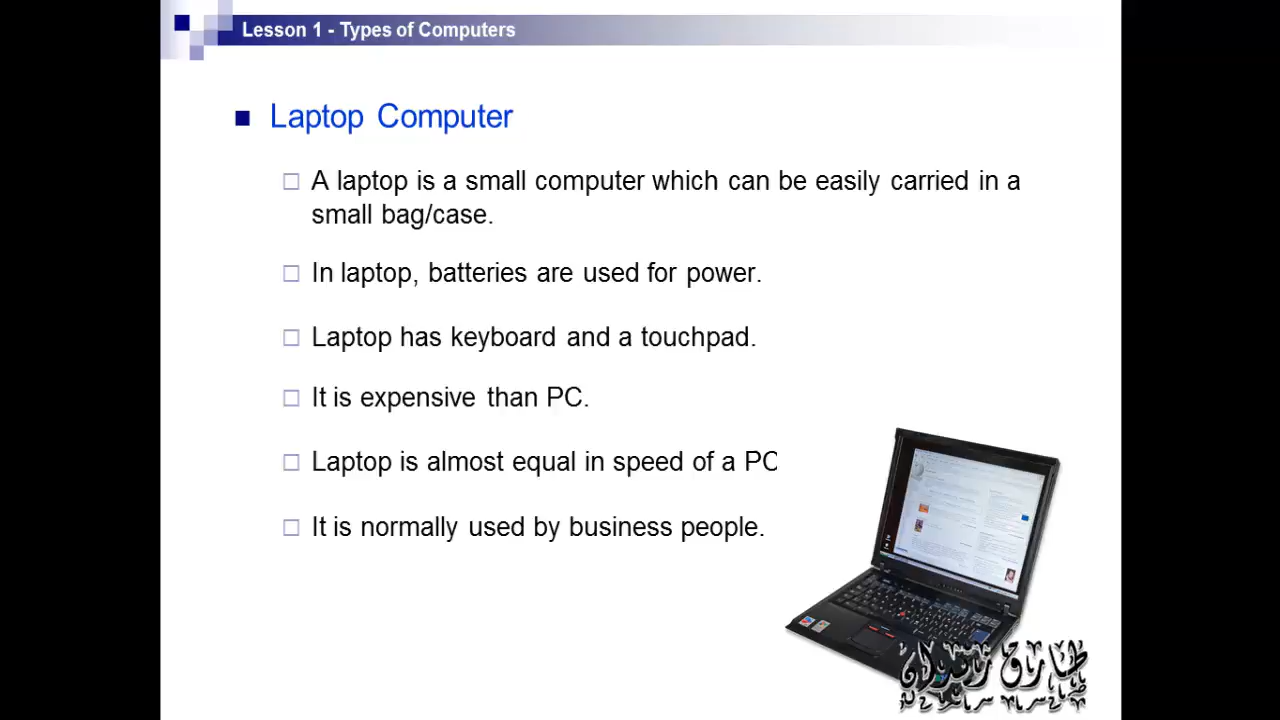 Lesson 1 - Types of Computers
Laptop Computer
A laptop is a small computer which can be easily carried in a
small bag/case.
In laptop, batteries are used for power.
Laptop has keyboard and a touchpad.
It is expensive than PC.
Laptop is almost equal in speed of a PC
It is normally used by business people.
طارق زيدان